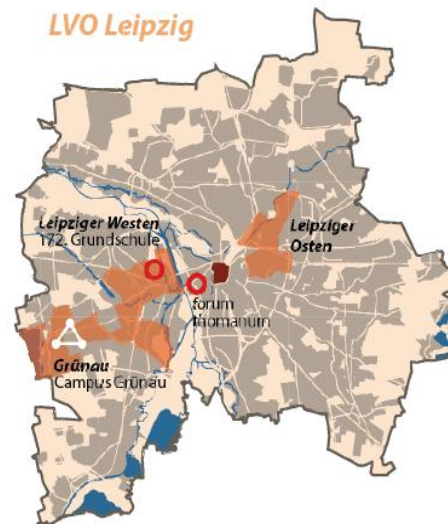 LVO Leipzig
Leipziger Westen
172. Grundschule
Leipziger
Osten
forum
thomanum
Grünau
Campus Grünau